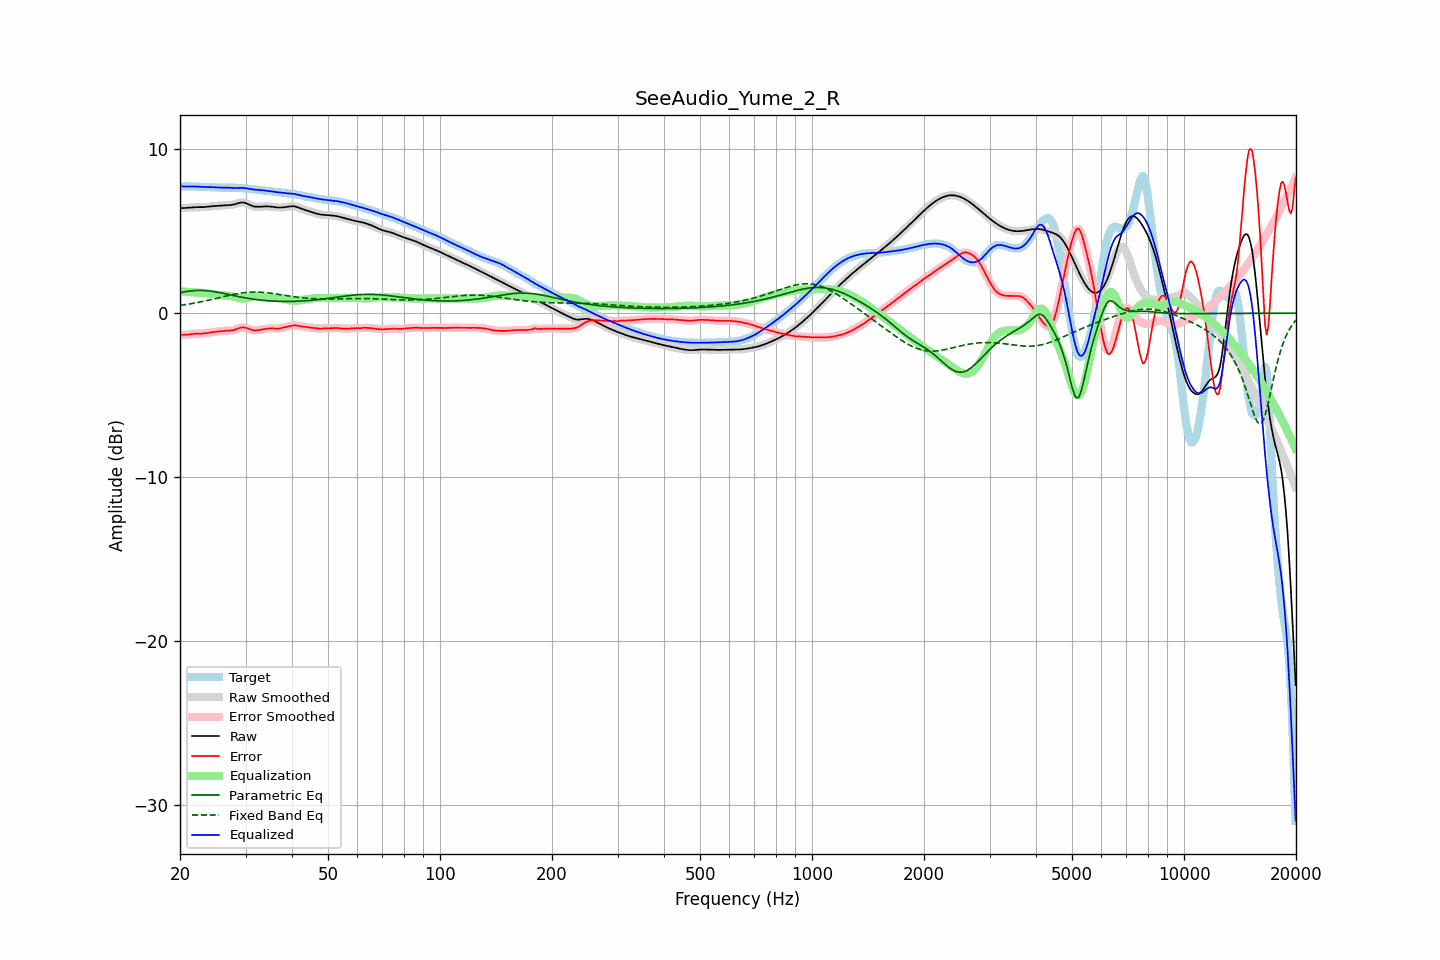 SeeAudio_Yume_2_R
Amplitude (dBr)
10
0
−10
−20
−30
Target
Raw Smoothed
Error Smoothed
Raw
Error
Equalization
Parametric Eq
Fixed Band Eq
Equalized
20 50 100 200 500 1000 2000 5000 10000 20000
Frequency (Hz)